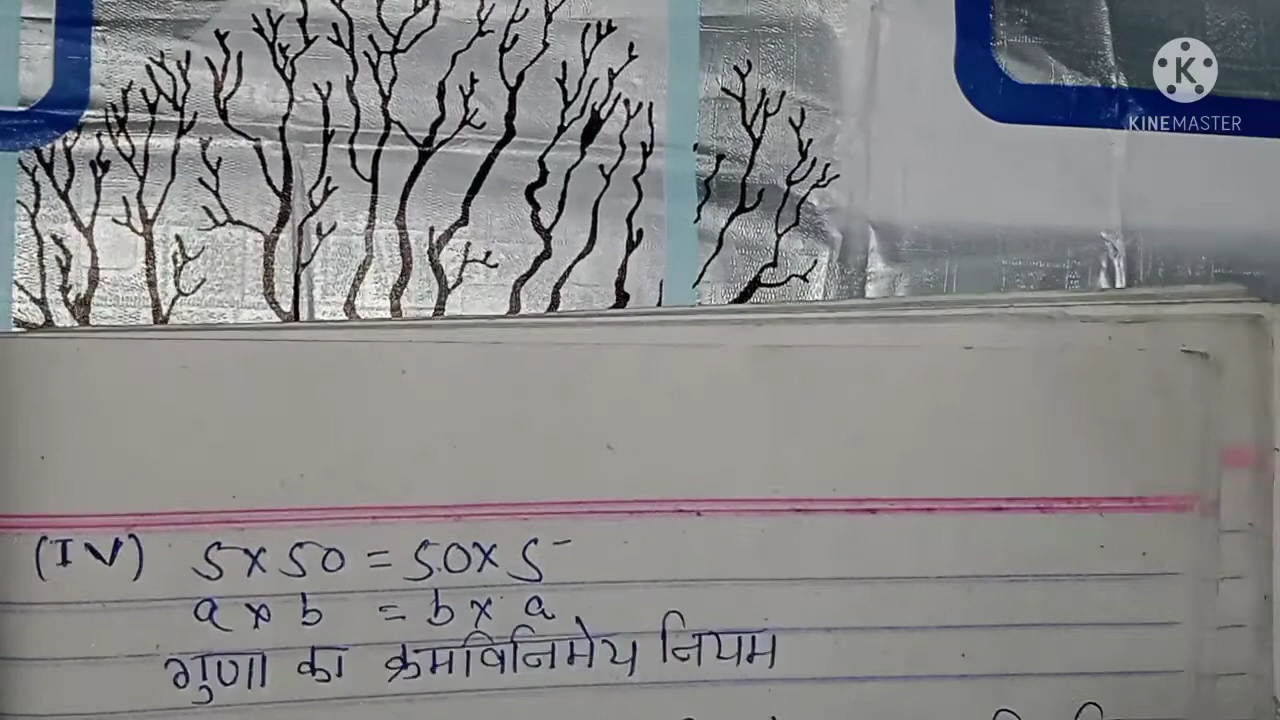 K
KINEMASTER
(IV) 5×50 = 50×5
a × b = b × a
गुणा का क्रमविनिमेय नियम